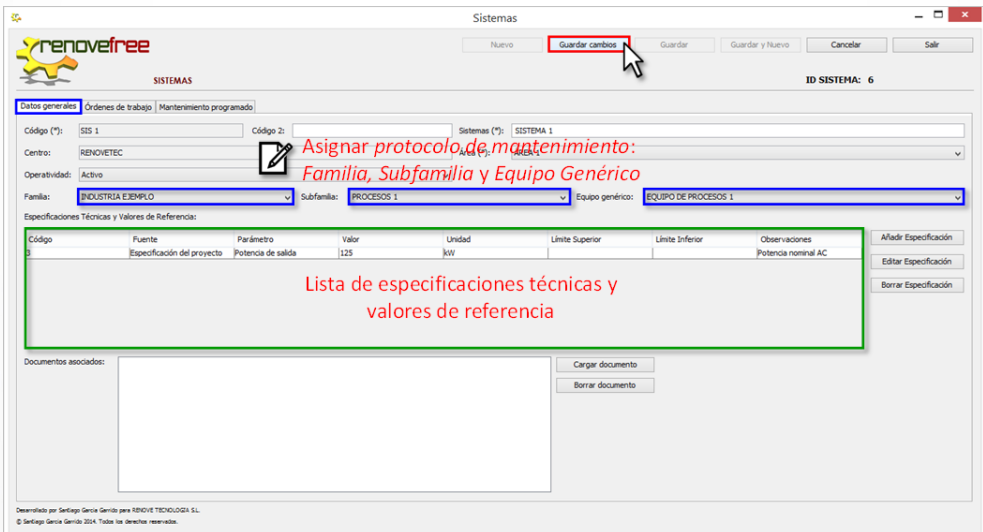 Sistemas
renovefree
Nuevo Guardar cambios Guardar Guardar y Nuevo Cancelar Salir
SISTEMAS ID SISTEMA: 6
Datos generales Órdenes de trabajo Mantenimiento programado
Código (*): SIS 1 Código 2: Sistemas (*): SISTEMA 1
Asignar protocolo de mantenimiento:
Centro: RENOVETEC Área (*): AREA 1
Familia, Subfamilia y Equipo Genérico
Operatividad: Activo
Familia: INDUSTRIA EJEMPLO Subfamilia: PROCESOS 1 Equipo genérico: EQUIPO DE PROCESOS 1
Especificaciones Técnicas y Valores de Referencia:
Código Fuente Parámetro Valor Unidad Límite Superior Límite Inferior Observaciones Añadir Especificación
3 Especificación del proyecto Potencia de salida 125 kW Potencia nominal AC
Editar Especificación
Lista de especificaciones técnicas y
valores de referencia
Borrar Especificación
Documentos asociados: Cargar documento
Borrar documento
Desarrollado por Santiago García Garrido para RENOVE TECNOLOGÍA S.L.
© Santiago García Garrido 2014. Todos los derechos reservados.